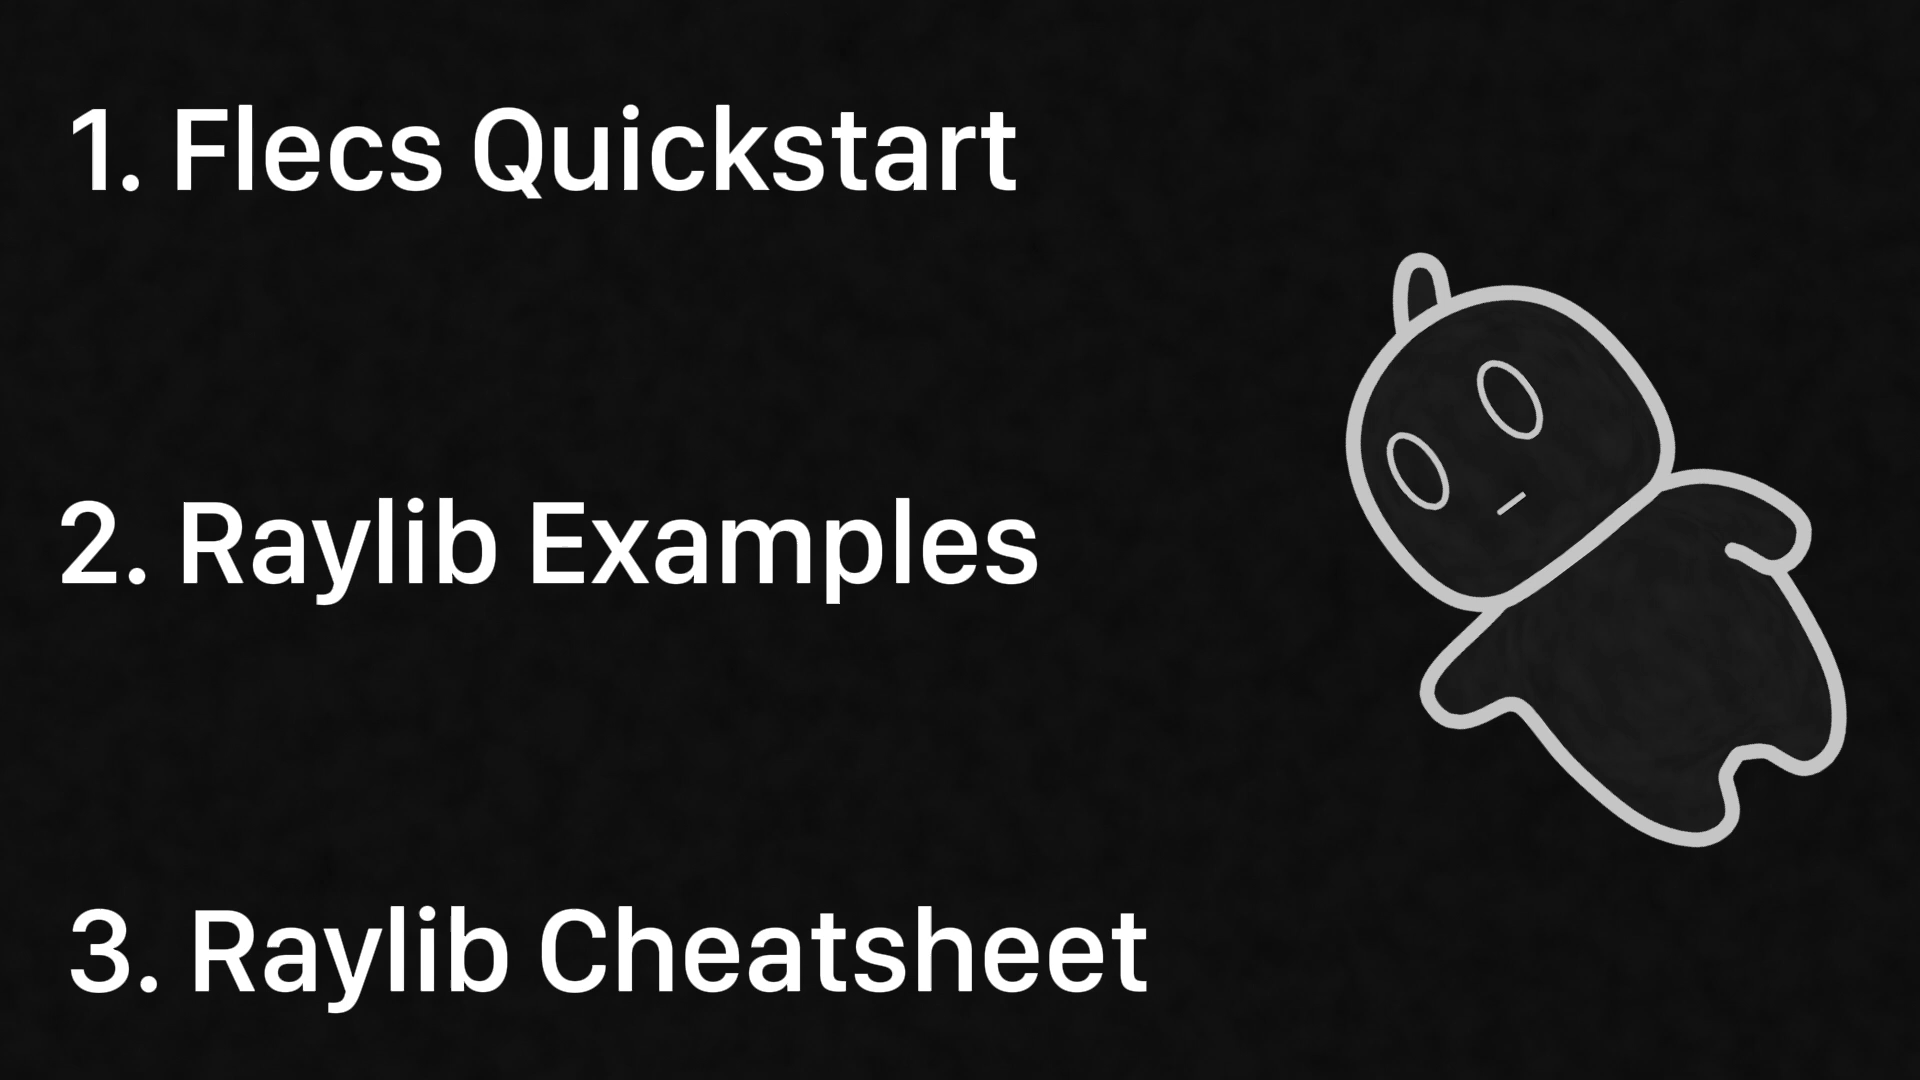 1. Flecs Quickstart
2. Raylib Examples
3. Raylib Cheatsheet